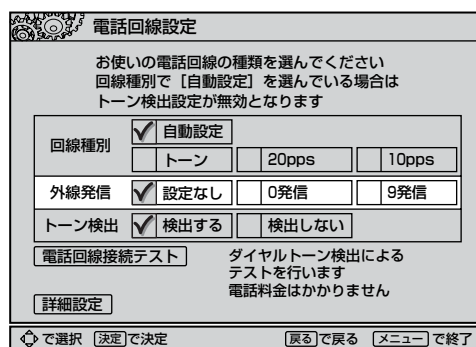 電話回線設定
お使いの電話回線の種類を選んでください
回線種別で［自動設定］を選んでいる場合は
トーン検出設定が無効となります
回線種別 自動設定
トーン 20pps 10pps
外線発信 設定なし 0発信 9発信
トーン検出 検出する 検出しない
電話回線接続テスト ダイヤルトーン検出による
テストを行います
電話料金はかかりません
詳細設定
で選択 決定 で決定 戻る で戻る メニュー で終了